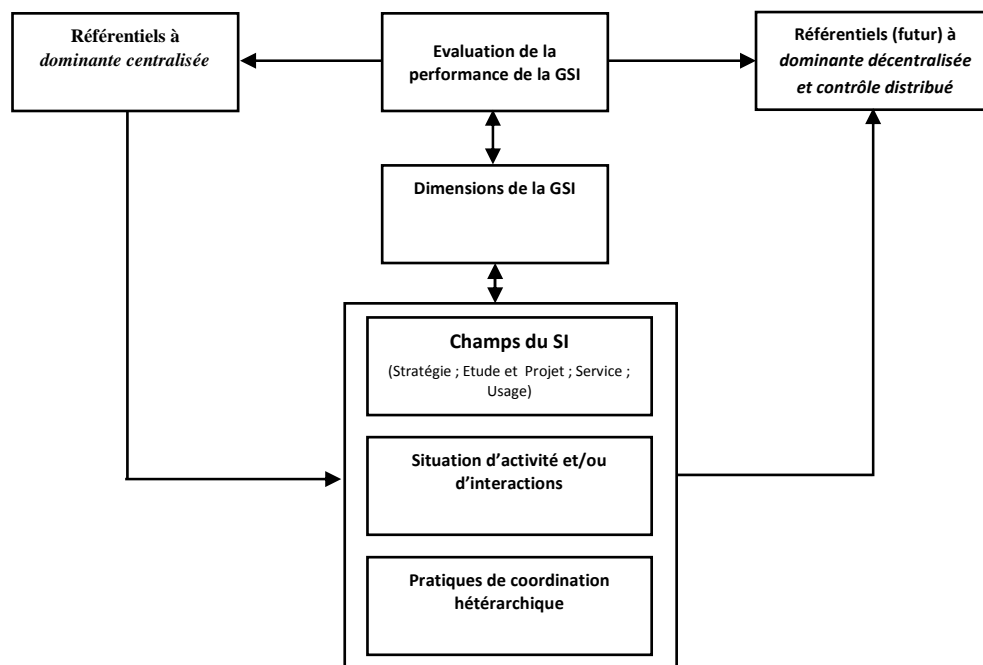 Référentiels à
dominante centralisée
Evaluation de la
performance de la GSI
Référentiels (futur) à
dominante décentralisée
et contrôle distribué
Dimensions de la GSI
Champs du SI
(Stratégie ; Etude et Projet ; Service ;
Usage)
Situation d’activité et/ou
d’interactions
Pratiques de coordination
hétérarchique